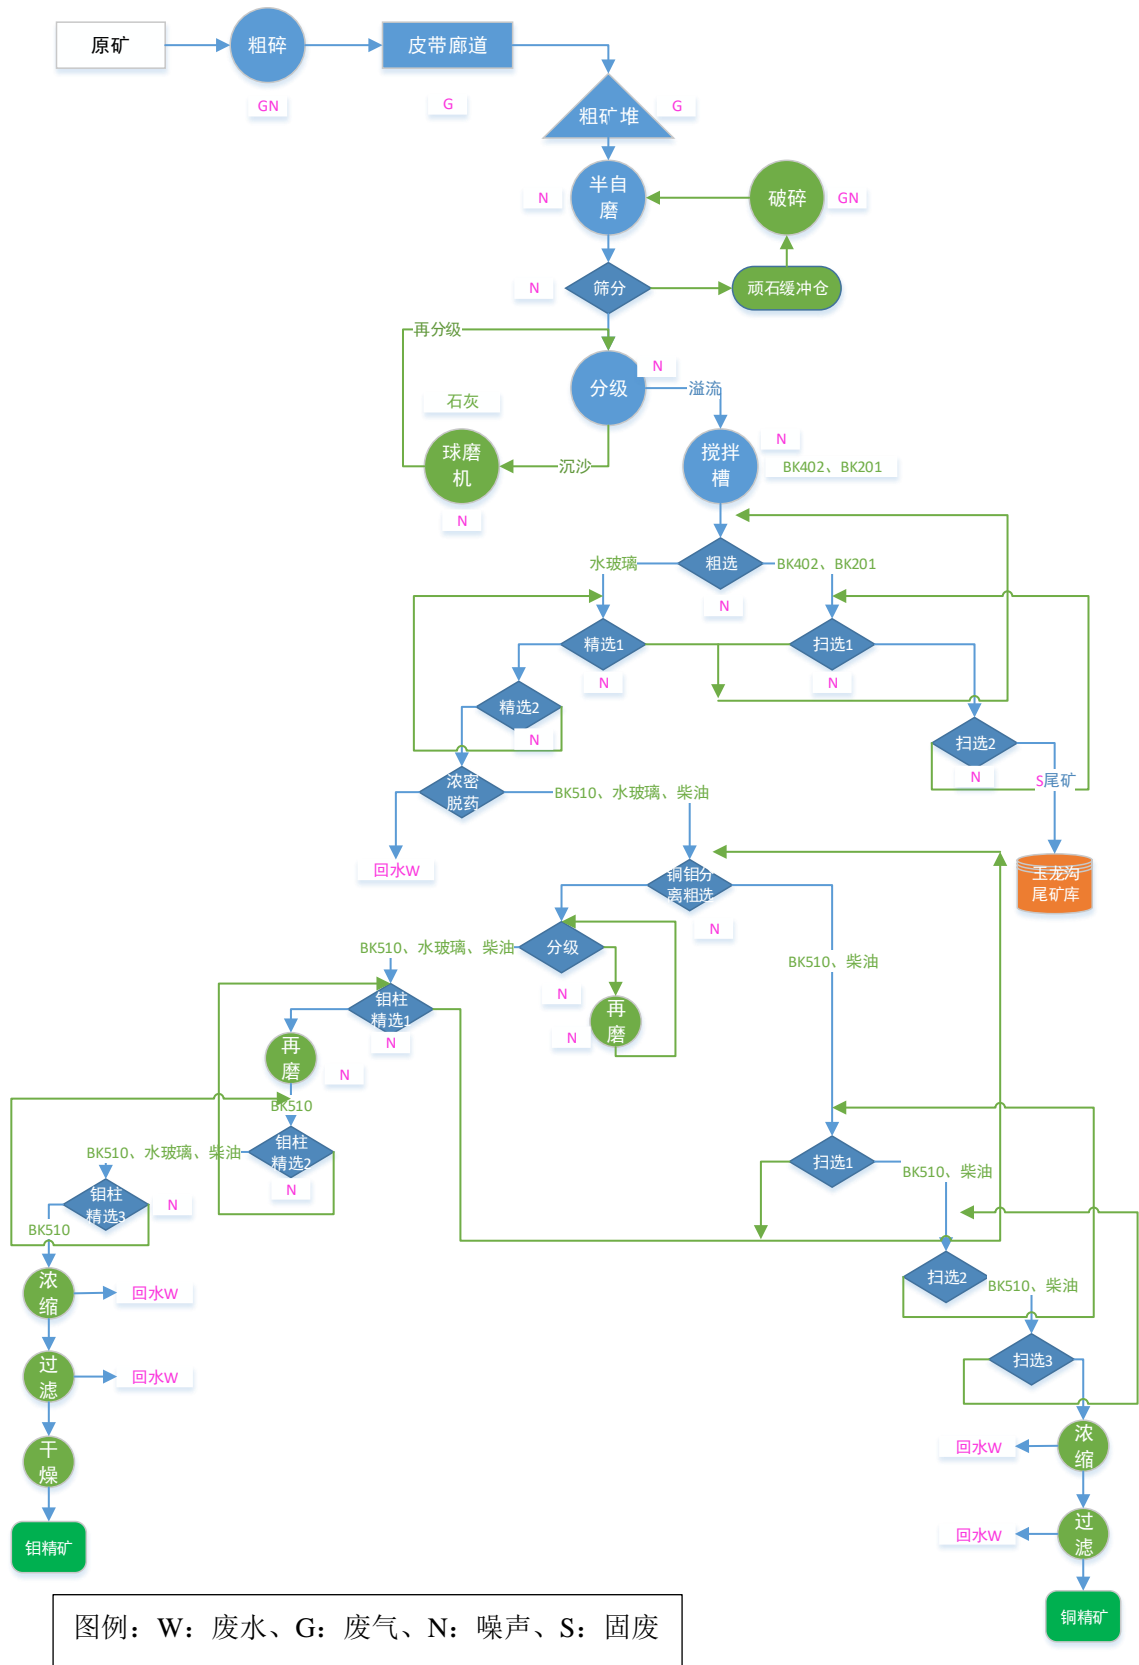 原矿
粗碎
皮带廊道
GN
G
粗矿堆
G
半自
磨
N
破碎
GN
筛分
N
顽石缓冲仓
再分级
分级
N
溢流
石灰
球磨
机
沉沙
N
搅拌
槽
N
BK402、BK201
粗选
水玻璃
BK402、BK201
N
精选1
N
扫选1
N
精选2
N
扫选2
N
S尾矿
浓密
脱药
BK510、水玻璃、柴油
回水W
玉龙沟
尾矿库
铜钼分
离粗选
N
分级
BK510、水玻璃、柴油
N
BK510、柴油
钼柱
精选1
N
再
磨
N
再
磨
N
BK510
钼柱
精选2
N
BK510、水玻璃、柴油
扫选1
BK510、柴油
钼柱
精选3
N
BK510
浓
缩
回水W
扫选2
BK510、柴油
过
滤
回水W
扫选3
干
燥
浓
缩
回水W
钼精矿
过
滤
回水W
铜精矿
图例：W：废水、G：废气、N：噪声、S：固废